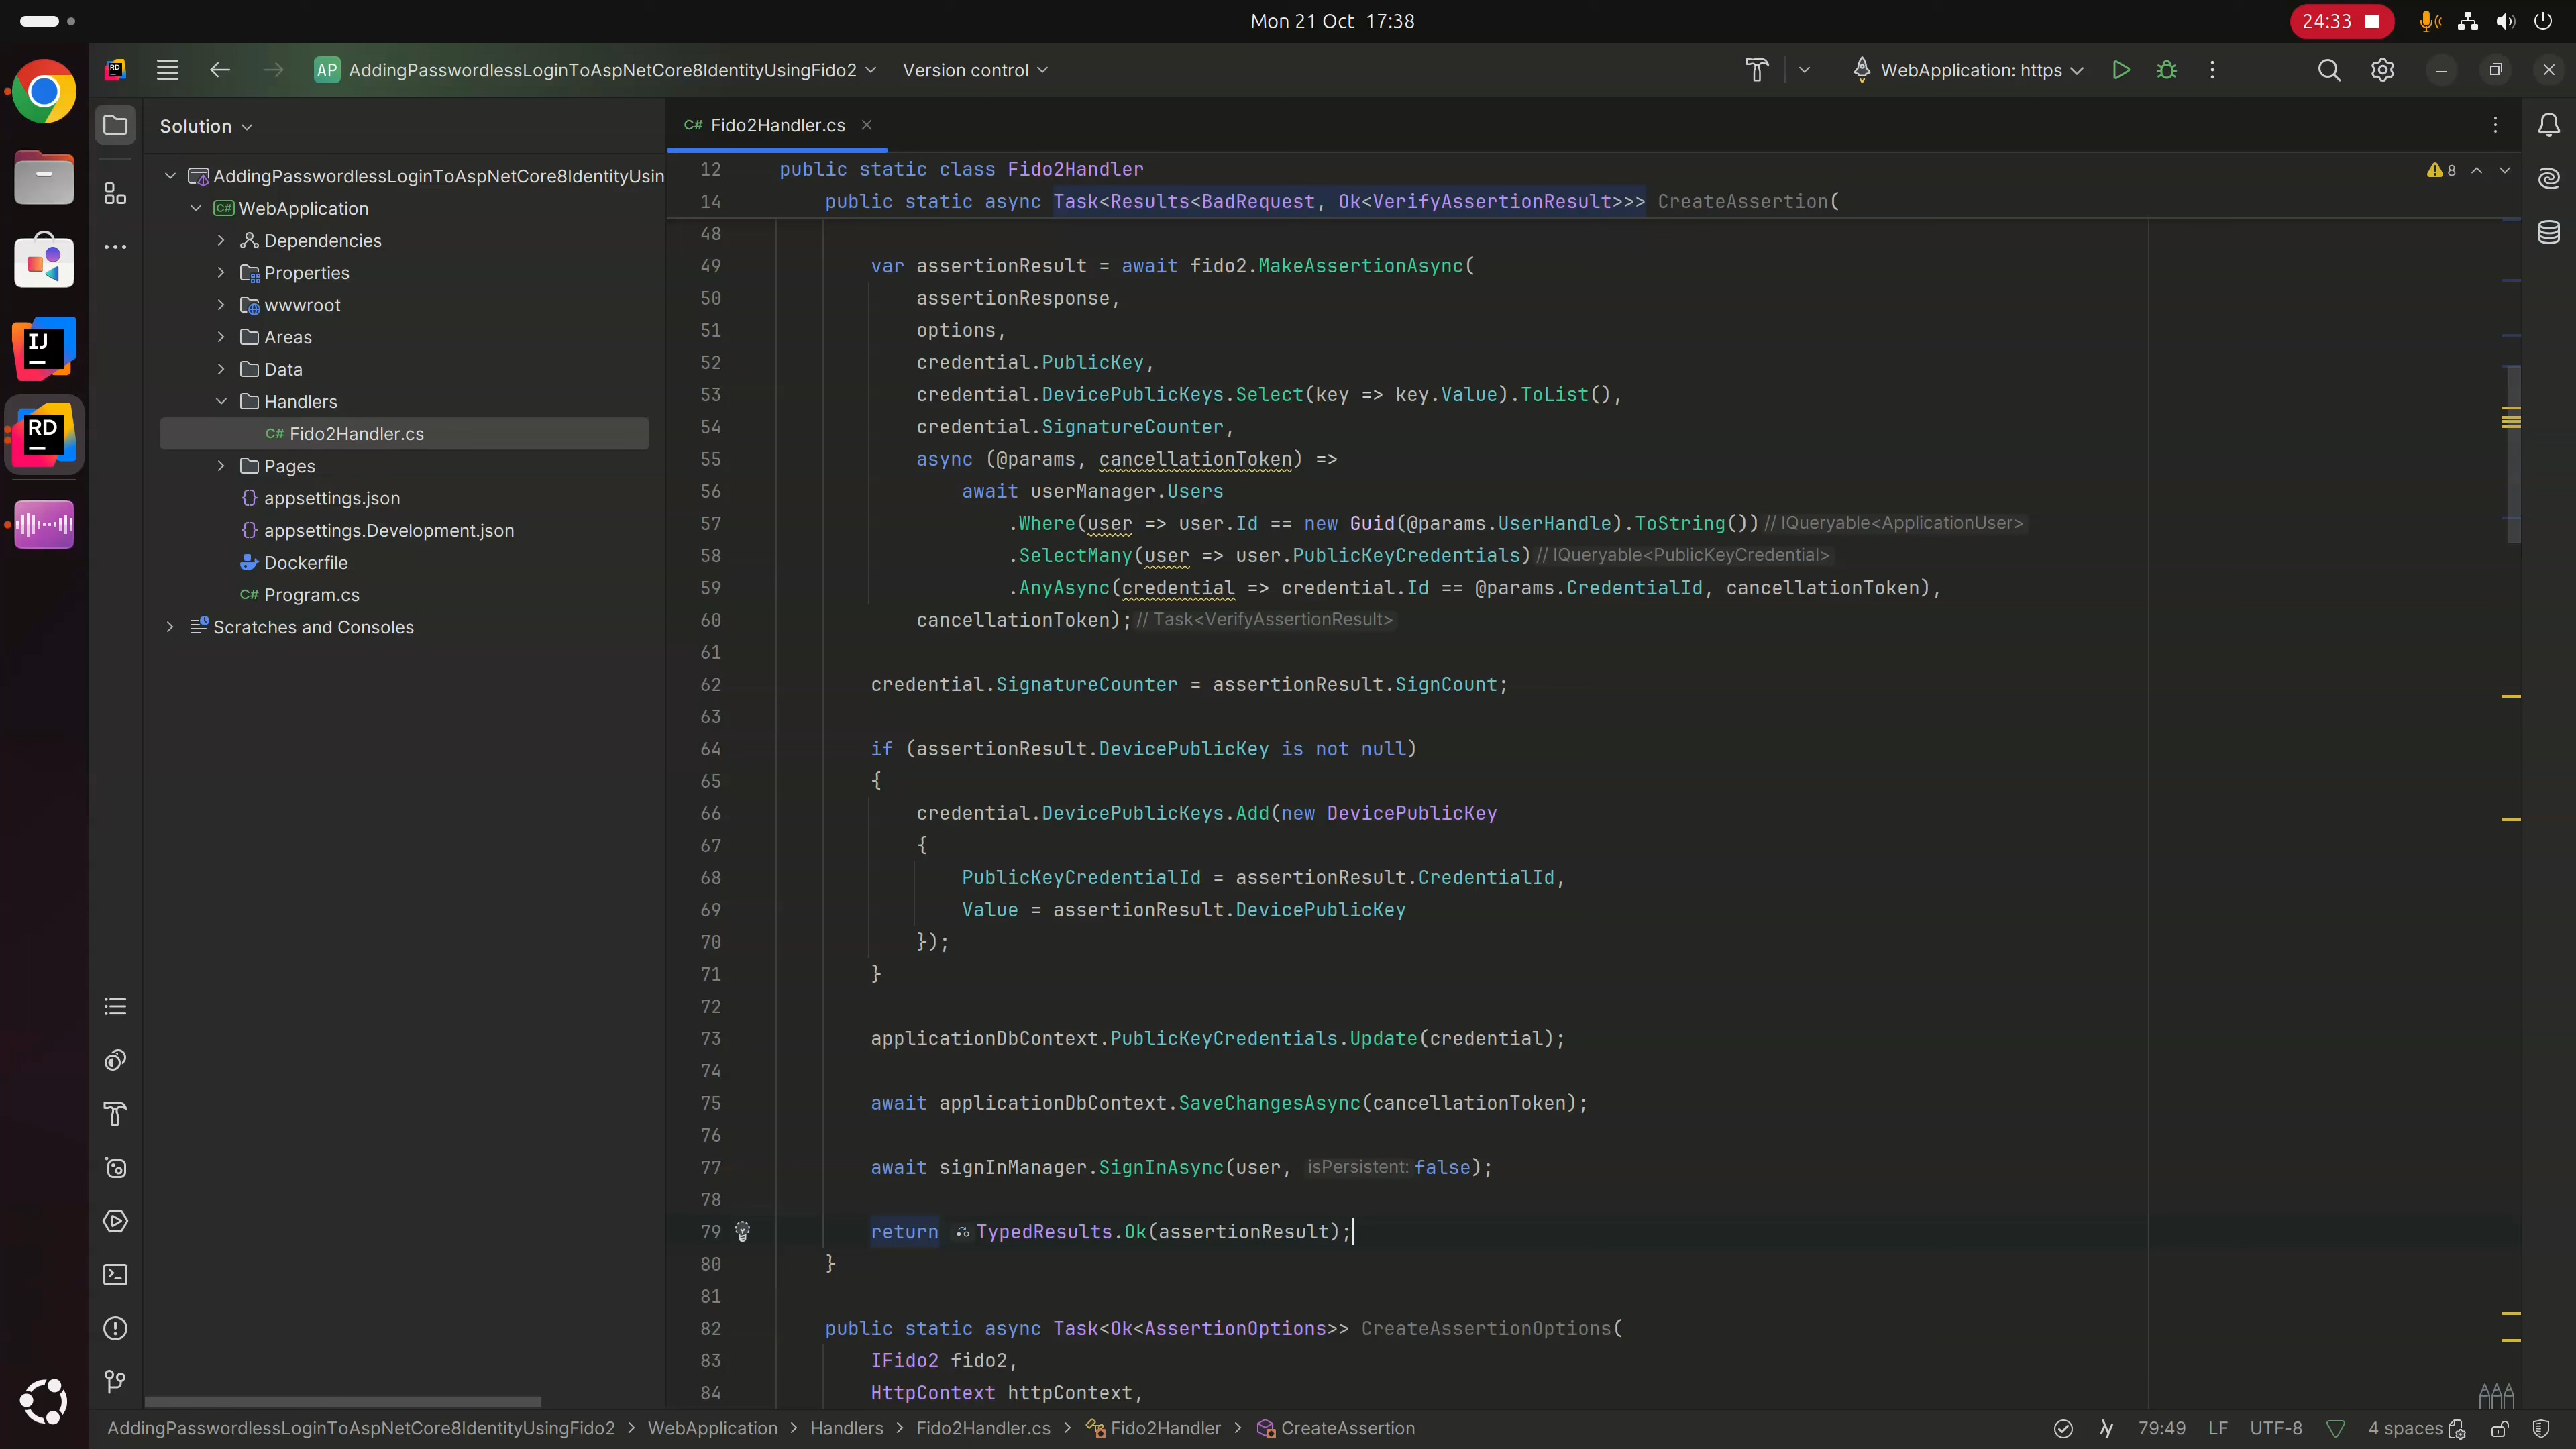 Mon 21 Oct 17:38
24:33
AP AddingPasswordlessLoginToAspNetCore8IdentityUsingFido2
Version control
WebApplication: https
Solution
AddingPasswordlessLoginToAspNetCore8IdentityUsin
C# WebApplication
Dependencies
Properties
wwwroot
Areas
Data
Handlers
C# Fido2Handler.cs
Pages
{} appsettings.json
{} appsettings.Development.json
Dockerfile
C# Program.cs
Scratches and Consoles
IJ
RD
C# Fido2Handler.cs
8
12 public static class Fido2Handler
14 public static async Task<Results<BadRequest, Ok<VerifyAssertionResult>>> CreateAssertion(
48
49 var assertionResult = await fido2.MakeAssertionAsync(
50 assertionResponse,
51 options,
52 credential.PublicKey,
53 credential.DevicePublicKeys.Select(key => key.Value).ToList(),
54 credential.SignatureCounter,
55 async (@params, cancellationToken) =>
56 await userManager.Users
57 .Where(user => user.Id == new Guid(@params.UserHandle).ToString()) // IQueryable<ApplicationUser>
58 .SelectMany(user => user.PublicKeyCredentials) // IQueryable<PublicKeyCredential>
59 .AnyAsync(credential => credential.Id == @params.CredentialId, cancellationToken),
60 cancellationToken); // Task<VerifyAssertionResult>
61
62 credential.SignatureCounter = assertionResult.SignCount;
63
64 if (assertionResult.DevicePublicKey is not null)
65 {
66 credential.DevicePublicKeys.Add(new DevicePublicKey
67 {
68 PublicKeyCredentialId = assertionResult.CredentialId,
69 Value = assertionResult.DevicePublicKey
70 });
71 }
72
73 applicationDbContext.PublicKeyCredentials.Update(credential);
74
75 await applicationDbContext.SaveChangesAsync(cancellationToken);
76
77 await signInManager.SignInAsync(user, isPersistent: false);
78
79 return TypedResults.Ok(assertionResult);
80 }
81
82 public static async Task<Ok<AssertionOptions>> CreateAssertionOptions(
83 IFido2 fido2,
84 HttpContext httpContext,
AddingPasswordlessLoginToAspNetCore8IdentityUsingFido2 > WebApplication > Handlers > Fido2Handler.cs > Fido2Handler > CreateAssertion
79:49 LF UTF-8 4 spaces